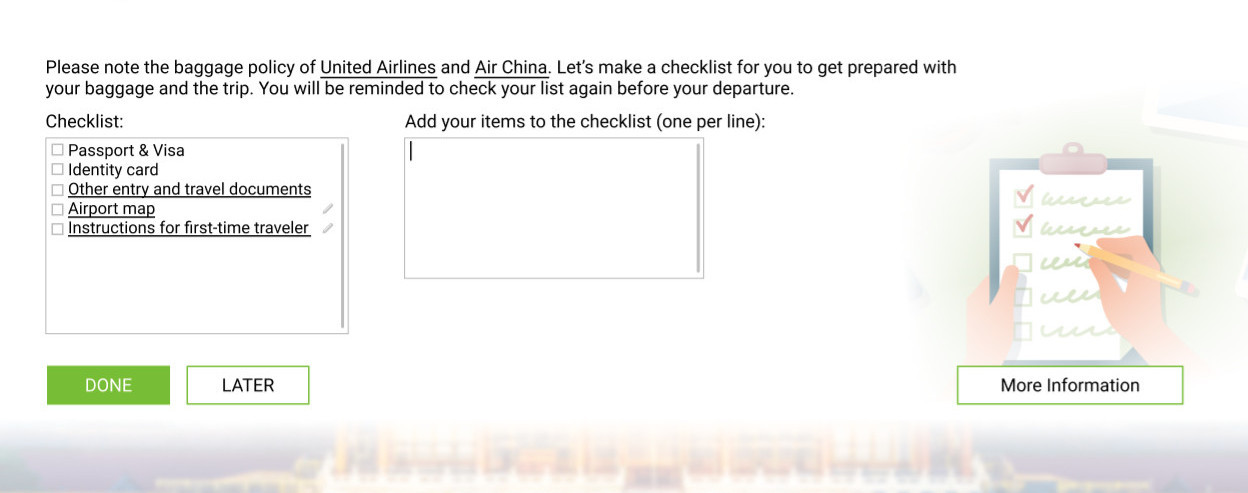 Please note the baggage policy of United Airlines and Air China. Let's make a checklist for you to get prepared with
your baggage and the trip. You will be reminded to check your list again before your departure.
Checklist:
Passport & Visa
Identity card
Other entry and travel documents
Airport map
Instructions for first-time traveler
Add your items to the checklist (one per line):
DONE
LATER
More Information